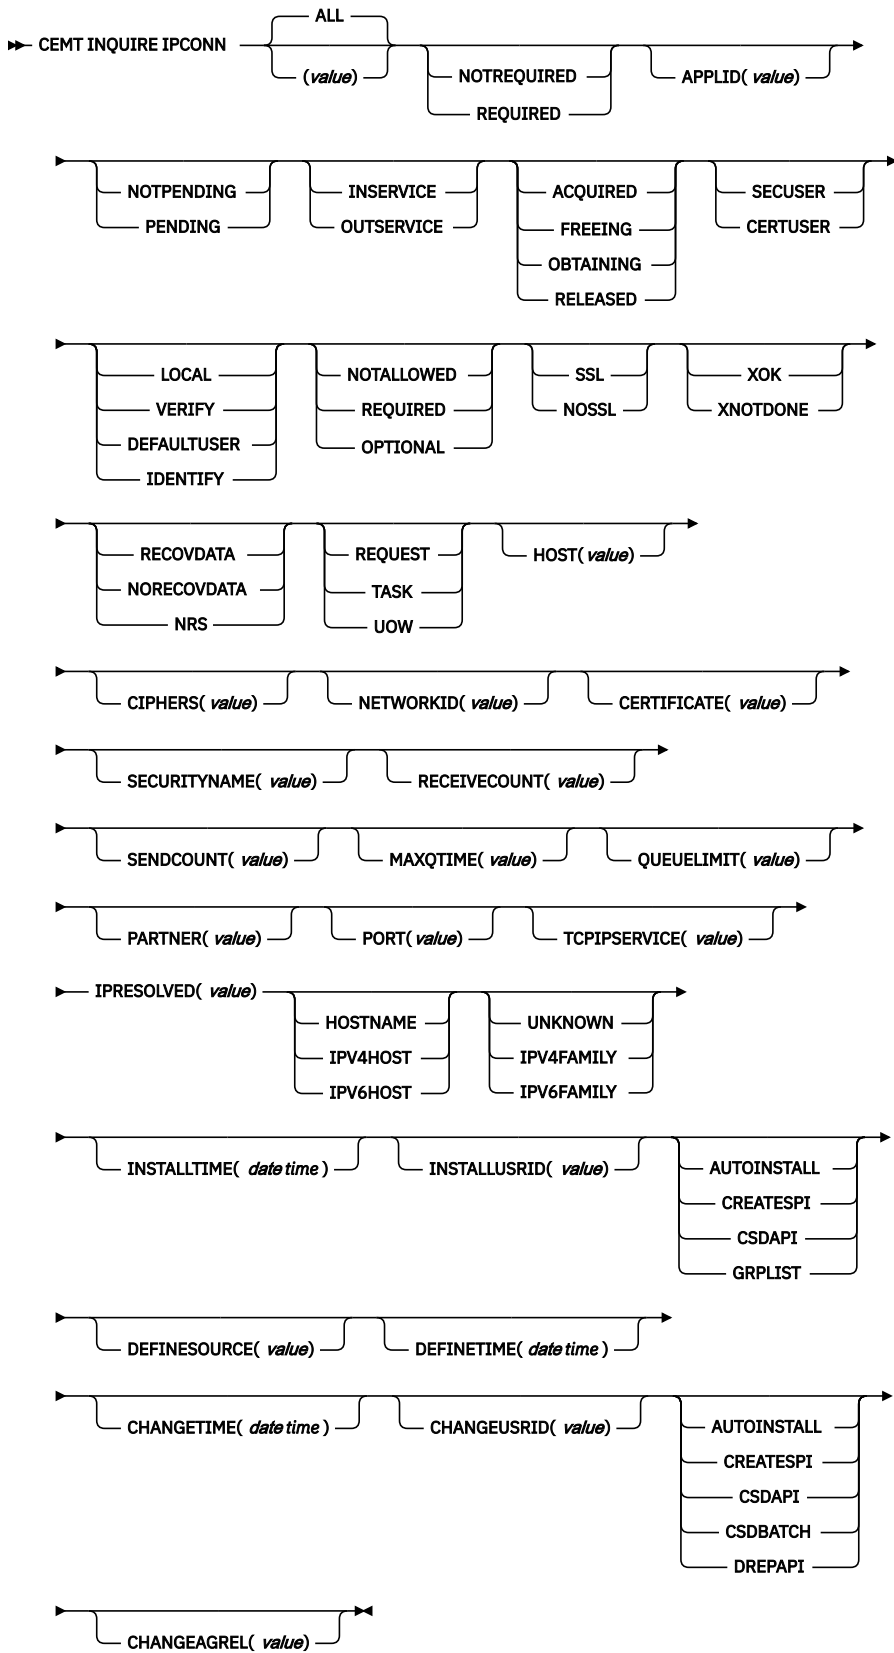 ALL
CEMT INQUIRE IPCONN
(value)
NOTREQUIRED
REQUIRED
APPLID( value)
NOTPENDING
PENDING
INSERVICE
OUTSERVICE
ACQUIRED
FREEING
OBTAINING
RELEASED
SECUSER
CERTUSER
LOCAL
VERIFY
DEFAULTUSER
IDENTIFY
NOTALLOWED
REQUIRED
OPTIONAL
SSL
NOSSL
XOK
XNOTDONE
RECOVDATA
NORECOVDATA
NRS
REQUEST
TASK
UOW
HOST( value)
CIPHERS( value)
NETWORKID( value)
CERTIFICATE( value)
SECURITYNAME( value)
RECEIVECOUNT( value)
SENDCOUNT( value)
MAXQTIME( value)
QUEUELIMIT( value)
PARTNER( value)
PORT( value)
TCPIPSERVICE( value)
IPRESOLVED( value)
HOSTNAME
IPV4HOST
IPV6HOST
UNKNOWN
IPV4FAMILY
IPV6FAMILY
INSTALLTIME( date time )
INSTALLUSRID( value)
AUTOINSTALL
CREATESPI
CSDAPI
GRPLIST
DEFINESOURCE( value)
DEFINETIME( date time )
CHANGETIME( date time )
CHANGEUSRID( value)
AUTOINSTALL
CREATESPI
CSDAPI
CSDBATCH
DREPAPI
CHANGEAGREL( value)